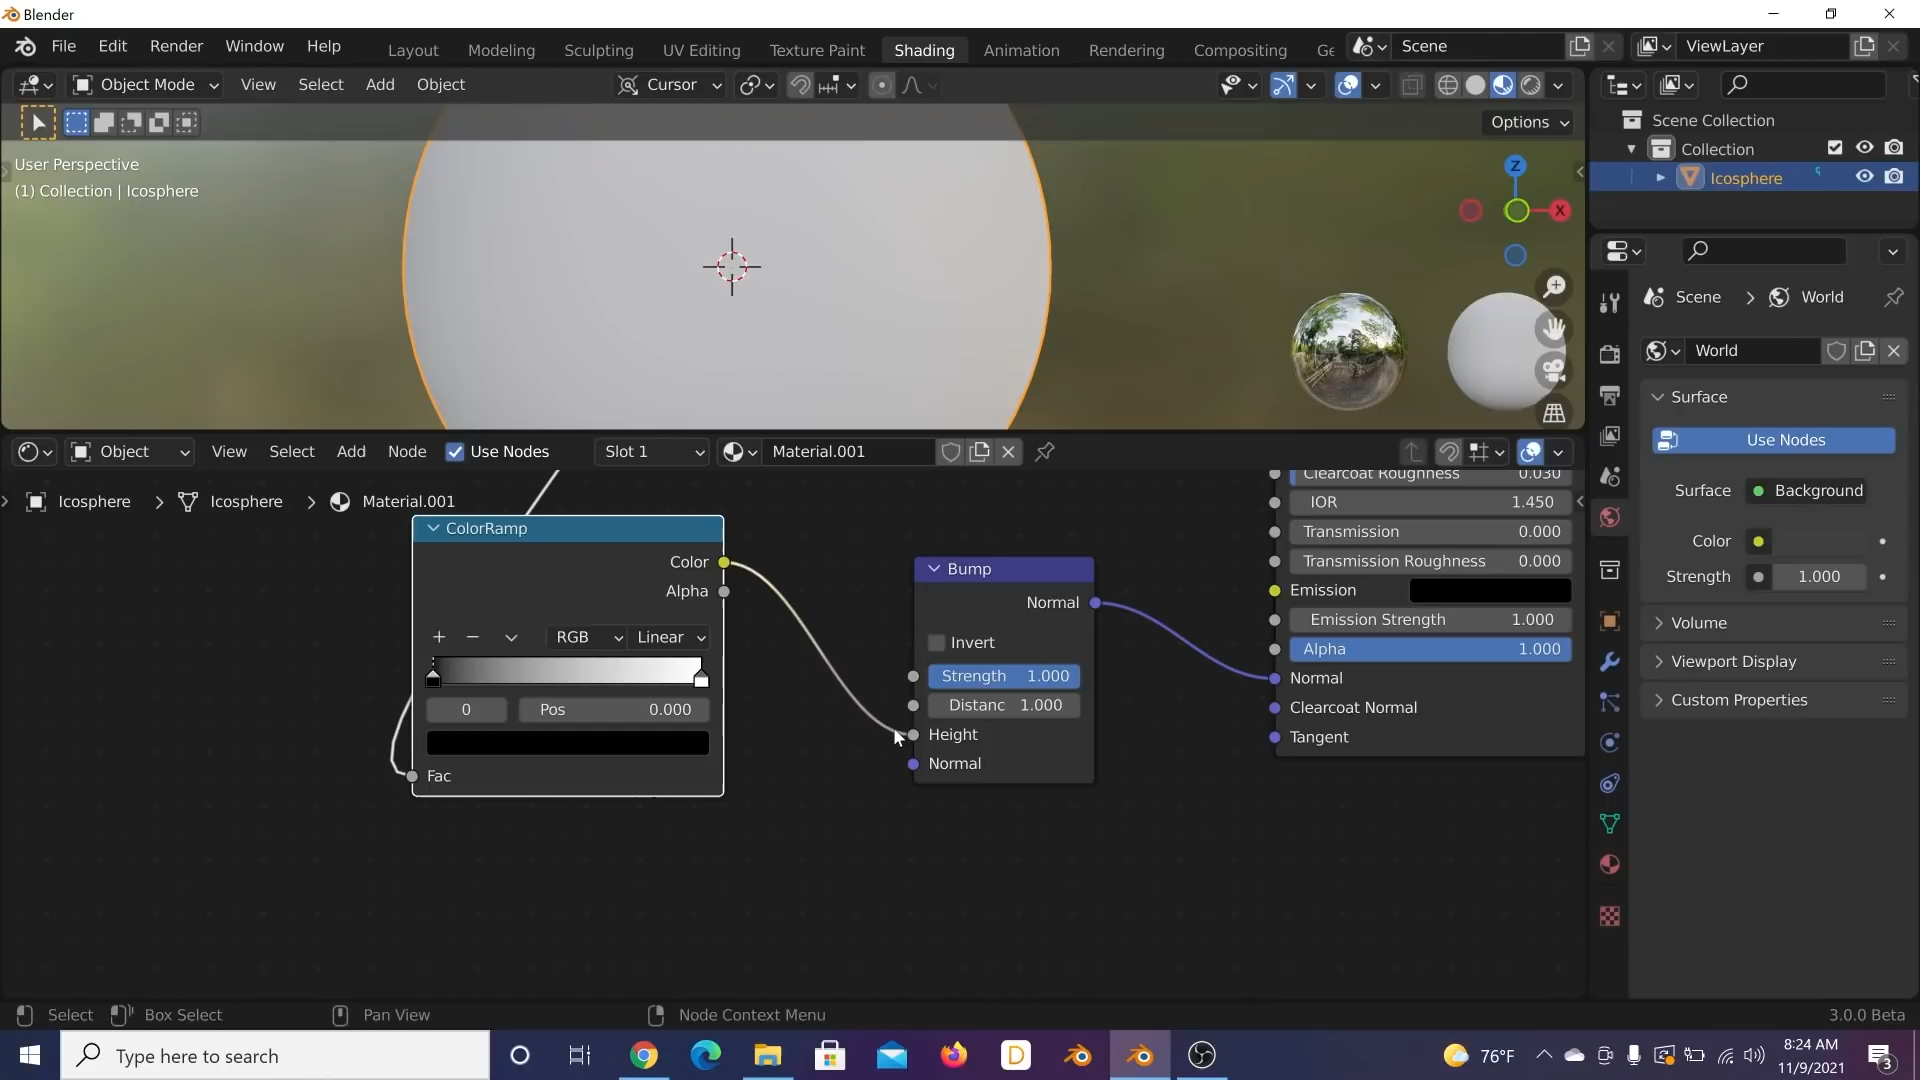 Blender
File Edit Render Window Help
Layout Modeling Sculpting UV Editing Texture Paint Shading Animation Rendering Compositing Ge
Scene
ViewLayer
Object Mode View Select Add Object
Cursor
Options
User Perspective
(1) Collection | Icosphere
Z
X
Scene Collection
Collection
Icosphere
Scene > World
World
Surface
Use Nodes
Surface Background
Color
Strength 1.000
Volume
Viewport Display
Custom Properties
Object View Select Add Node Use Nodes Slot 1 Material.001
Icosphere > Icosphere > Material.001
ColorRamp
Color
Alpha
+ − RGB Linear
0 Pos 0.000
Fac
Bump
Normal
Invert
Strength 1.000
Distanc 1.000
Height
Normal
Clearcoat Roughness 0.030
IOR 1.450
Transmission 0.000
Transmission Roughness 0.000
Emission
Emission Strength 1.000
Alpha 1.000
Normal
Clearcoat Normal
Tangent
Select Box Select Pan View Node Context Menu 3.0.0 Beta
Type here to search
D
76°F
8:24 AM
11/9/2021
3